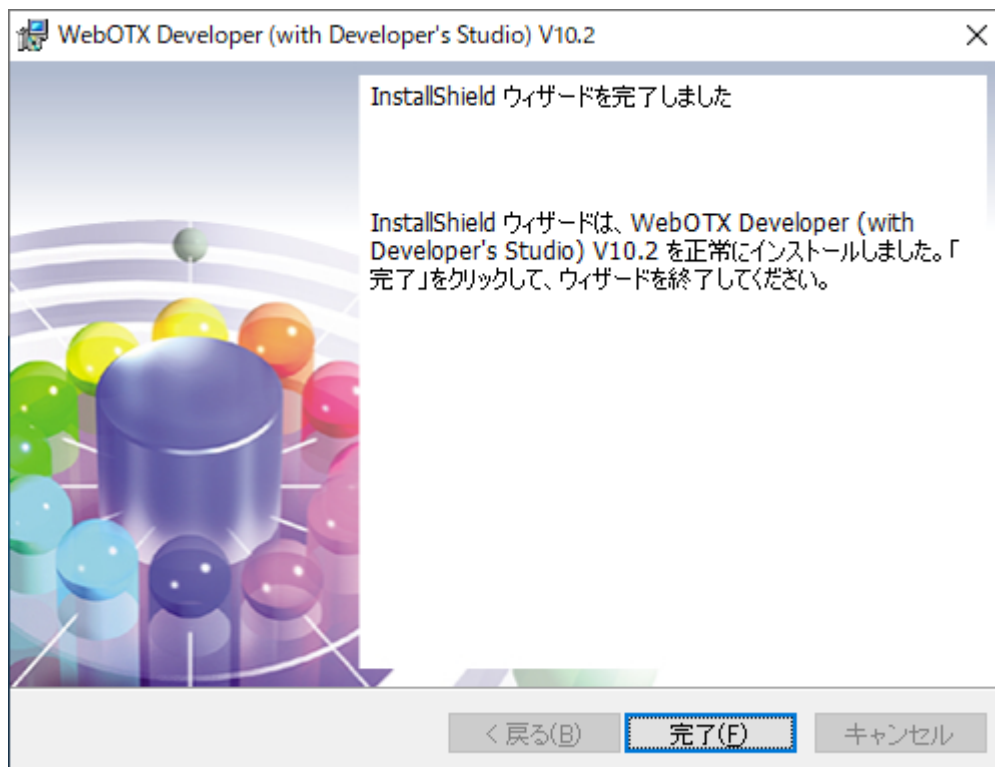 WebOTX Developer (with Developer's Studio) V10.2
InstallShield ウィザードを完了しました
InstallShield ウィザードは、WebOTX Developer (with
Developer's Studio) V10.2 を正常にインストールしました。「
完了」をクリックして、ウィザードを終了してください。
< 戻る(B)
完了(F)
キャンセル